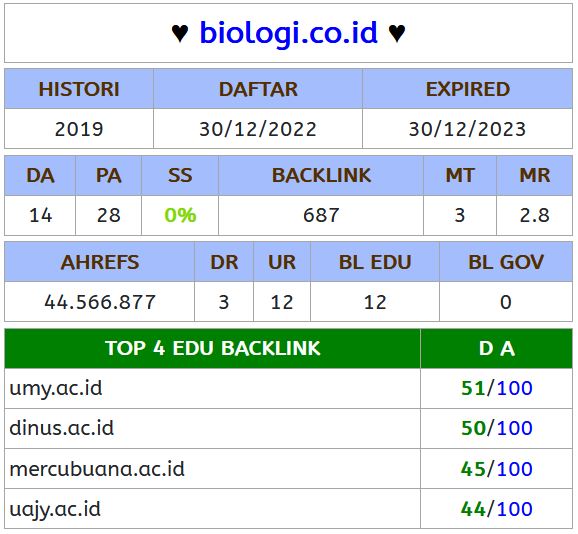 ♥ biologi.co.id ♥
HISTORI DAFTAR EXPIRED
2019 30/12/2022 30/12/2023
DA PA SS BACKLINK MT MR
14 28 0% 687 3 2.8
AHREFS DR UR BL EDU BL GOV
44.566.877 3 12 12 0
TOP 4 EDU BACKLINK D A
umy.ac.id 51/100
dinus.ac.id 50/100
mercubuana.ac.id 45/100
uajy.ac.id 44/100